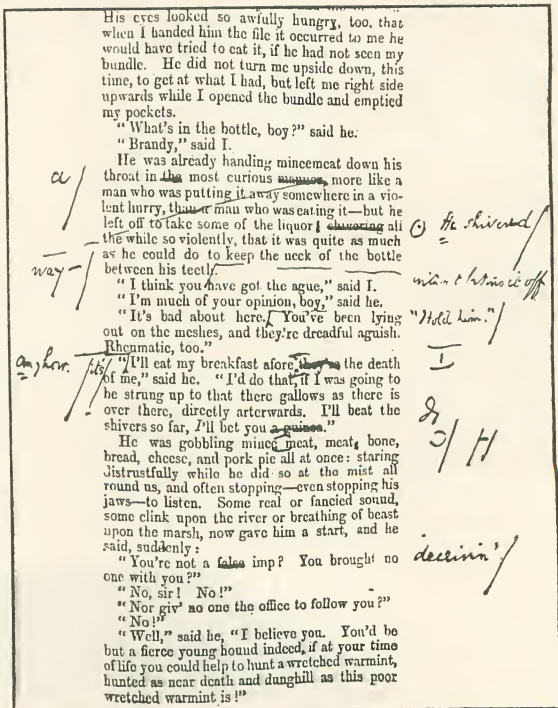 His eyes looked so awfully hungry, too, that
when I handed him the file it occurred to me he
would have tried to eat it, if he had not seen my
bundle. He did not turn me upside down, this
time, to get at what I had, but left me right side
upwards while I opened the bundle and emptied
my pockets.
"What's in the bottle, boy?" said he.
"Brandy," said I.
He was already handing mincemeat down his
throat in the most curious manner, more like a
man who was putting it away somewhere in a vio-
lent hurry, than a man who was eating it—but he
left off to take some of the liquor, shivering all
the while so violently, that it was quite as much
as he could do to keep the neck of the bottle
between his teeth.
"I think you have got the ague," said I.
"I'm much of your opinion, boy," said he.
"It's bad about here. You've been lying
out on the meshes, and they're dreadful aguish.
Rheumatic, too."
"I'll eat my breakfast afore they're the death
of me," said he. "I'd do that, if I was going to
be strung up to that there gallows as there is
over there, directly arterwards. I'll beat the
shivers so far, I'll bet you a guinea."
He was gobbling mince meat, meat, bone,
bread, cheese, and pork pie all at once: staring
distrustfully while he did so at the mist all
round us, and often stopping—even stopping his
jaws—to listen. Some real or fancied sound,
some clink upon the river or breathing of beast
upon the marsh, now gave him a start, and he
said, suddenly:
"You're not a false imp? You brought no
one with you?"
"No, sir! No!"
"Nor giv' no one the office to follow you?"
"No!"
"Well," said he, "I believe you. You'd be
but a fierce young hound indeed, if at your time
of life you could help to hunt a wretched warmint,
hunted as near death and dunghill as this poor
wretched warmint is!"
a
way
anyhow.
He shivered
"I told him."
H
deceivin'